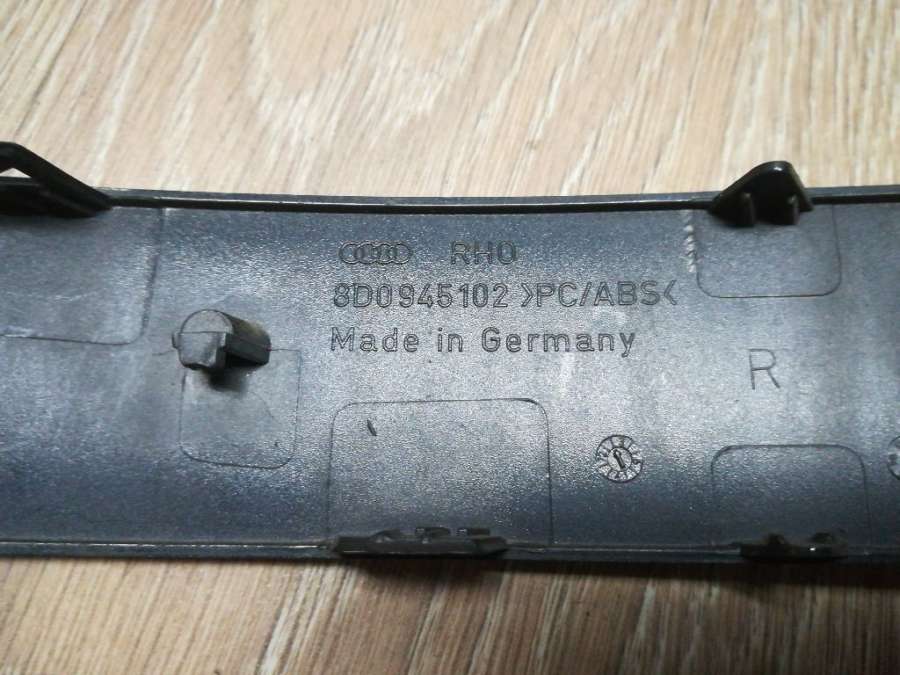 RHO
8D0945102 >PC/ABS<
Made in Germany
R